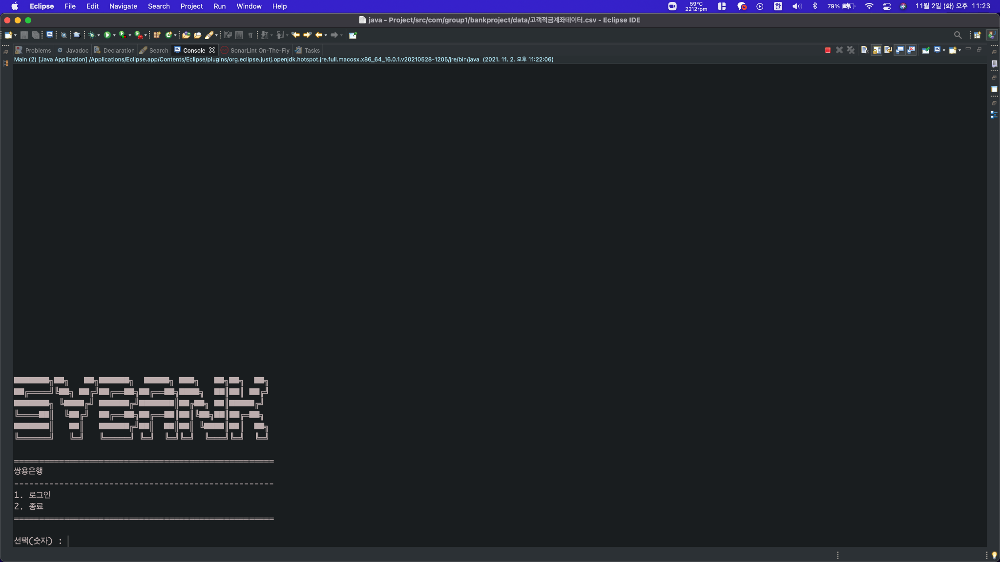 Eclipse File Edit Navigate Search Project Run Window Help 59°C 2212rpm 한 79% 11월 2일 (화) 오후 11:23
java - Project/src/com/group1/bankproject/data/고객적금계좌데이터.csv - Eclipse IDE
Problems @ Javadoc Declaration Search Console SonarLint On-The-Fly Tasks
Main (2) [Java Application] /Applications/Eclipse.app/Contents/Eclipse/plugins/org.eclipse.justj.openjdk.hotspot.jre.full.macosx.x86_64_16.0.1.v20210528-1205/jre/bin/java (2021. 11. 2. 오후 11:22:06)
SYBANK
====================================================
쌍용은행
----------------------------------------------------
1. 로그인
2. 종료
====================================================
선택(숫자) :